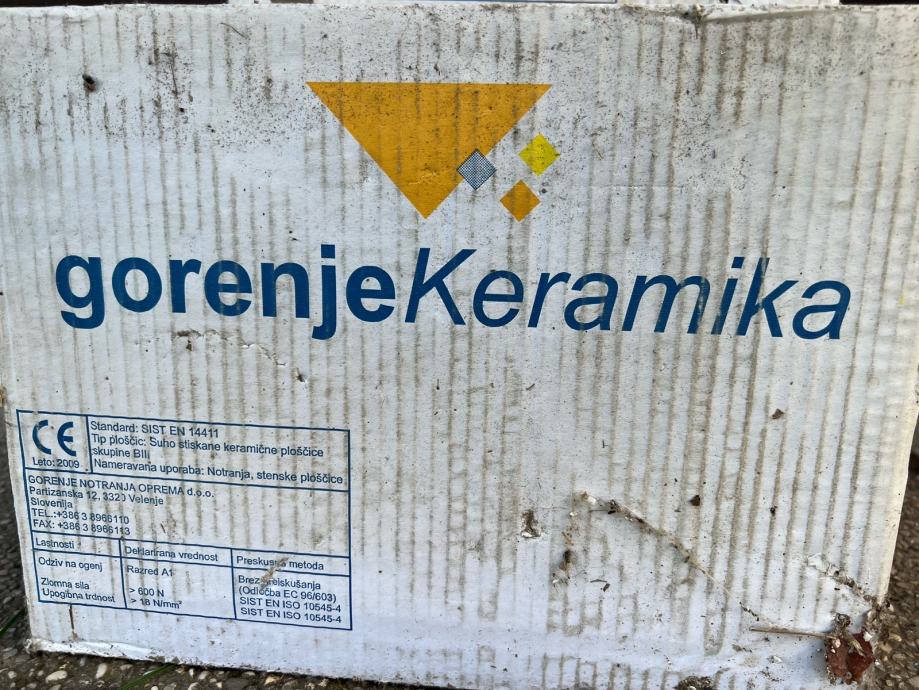 gorenjeKeramika
CE
Leto: 2009
Standard: SIST EN 14411
Tip ploščic: Suho stiskane keramične ploščice
skupine BIII
Nameravana uporaba: Notranja, stenske ploščice
GORENJE NOTRANJA OPREMA d.o.o.
Partizanska 12, 3320 Velenje
Slovenija
TEL.:+386 3 8966110
FAX: +386 3 8966113
Lastnosti Deklarirana vrednost Preskusna metoda
Odziv na ogenj Razred A1 Brez preiskušanja
(Odločba EC 96/603)
Zlomna sila > 600 N SIST EN ISO 10545-4
Upogibna trdnost > 18 N/mm² SIST EN ISO 10545-4